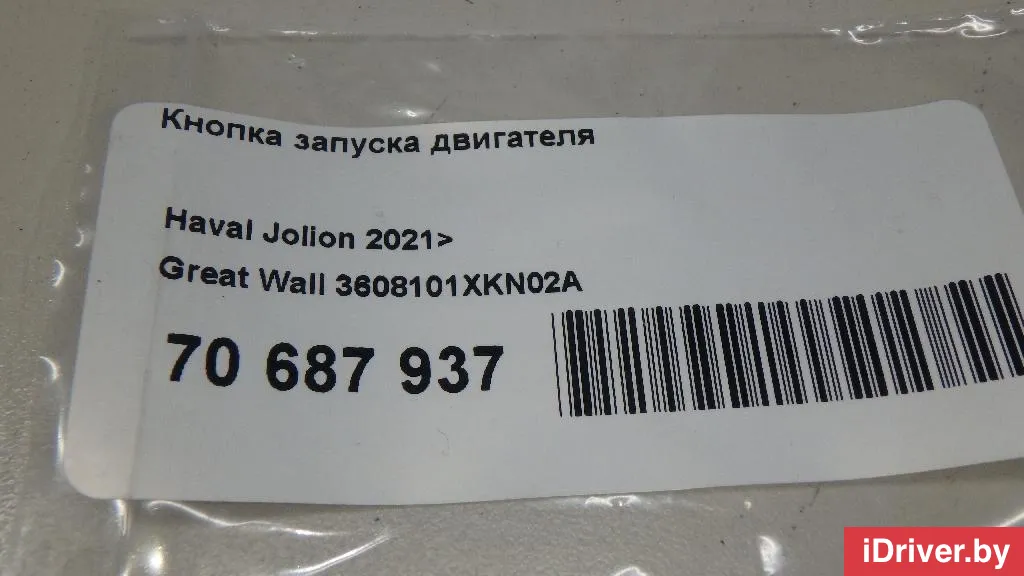 Кнопка запуска двигателя
Haval Jolion 2021>
Great Wall 3608101XKN02A
70 687 937
iDriver.by